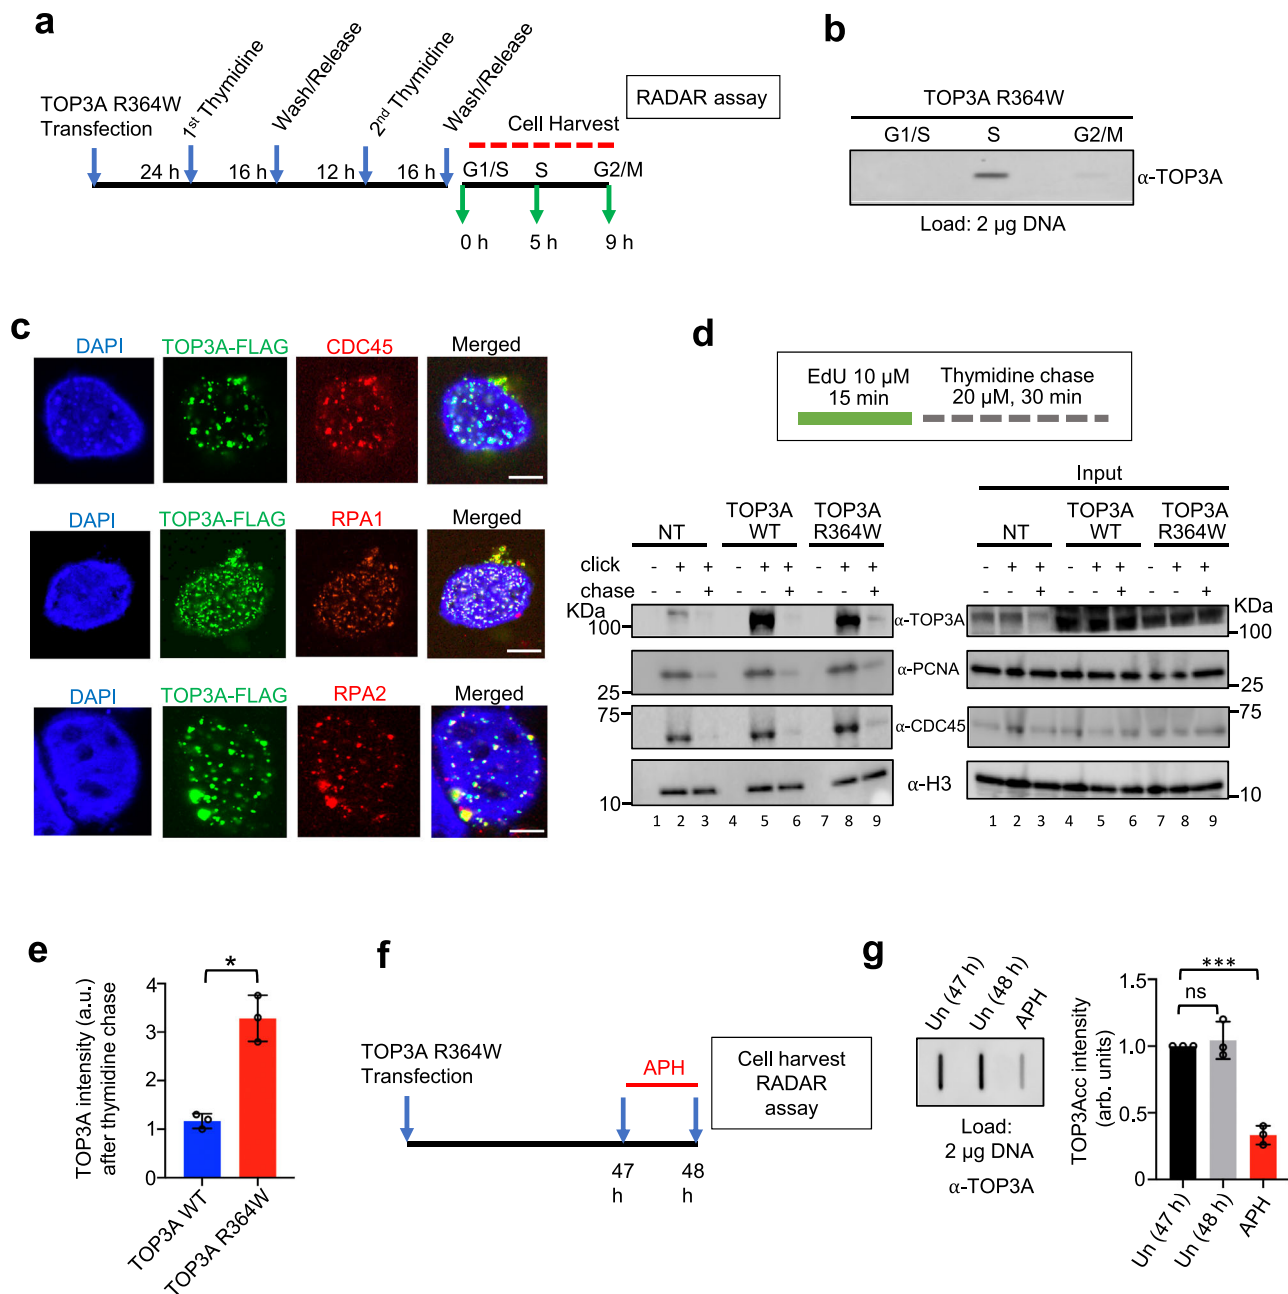 a
TOP3A R364W
Transfection
1st Thymidine
Wash/Release
2nd Thymidine
Wash/Release
RADAR assay
Cell Harvest
24 h
16 h
12 h
16 h
G1/S
S
G2/M
0 h
5 h
9 h
b
TOP3A R364W
G1/S
S
G2/M
α-TOP3A
Load: 2 µg DNA
c
DAPI
TOP3A-FLAG
CDC45
Merged
DAPI
TOP3A-FLAG
RPA1
Merged
DAPI
TOP3A-FLAG
RPA2
Merged
d
EdU 10 µM
15 min
Thymidine chase
20 µM, 30 min
Input
NT
TOP3A
WT
TOP3A
R364W
NT
TOP3A
WT
TOP3A
R364W
click - + + - + + - + + - + + - + + - + +
chase - - + - - + - - + - - + - - + - - +
KDa
100
α-TOP3A
KDa
100
25
α-PCNA
25
75
α-CDC45
75
10
α-H3
10
1 2 3 4 5 6 7 8 9
1 2 3 4 5 6 7 8 9
e
TOP3A intensity (a.u.)
after thymidine chase
4
3
2
1
0
*
TOP3A WT
TOP3A R364W
f
TOP3A R364W
Transfection
APH
47
h
48
h
Cell harvest
RADAR
assay
g
Un (47 h)
Un (48 h)
APH
Load:
2 µg DNA
α-TOP3A
TOP3Acc intensity
(arb. units)
1.5
1.0
0.5
0
ns
***
Un (47 h)
Un (48 h)
APH